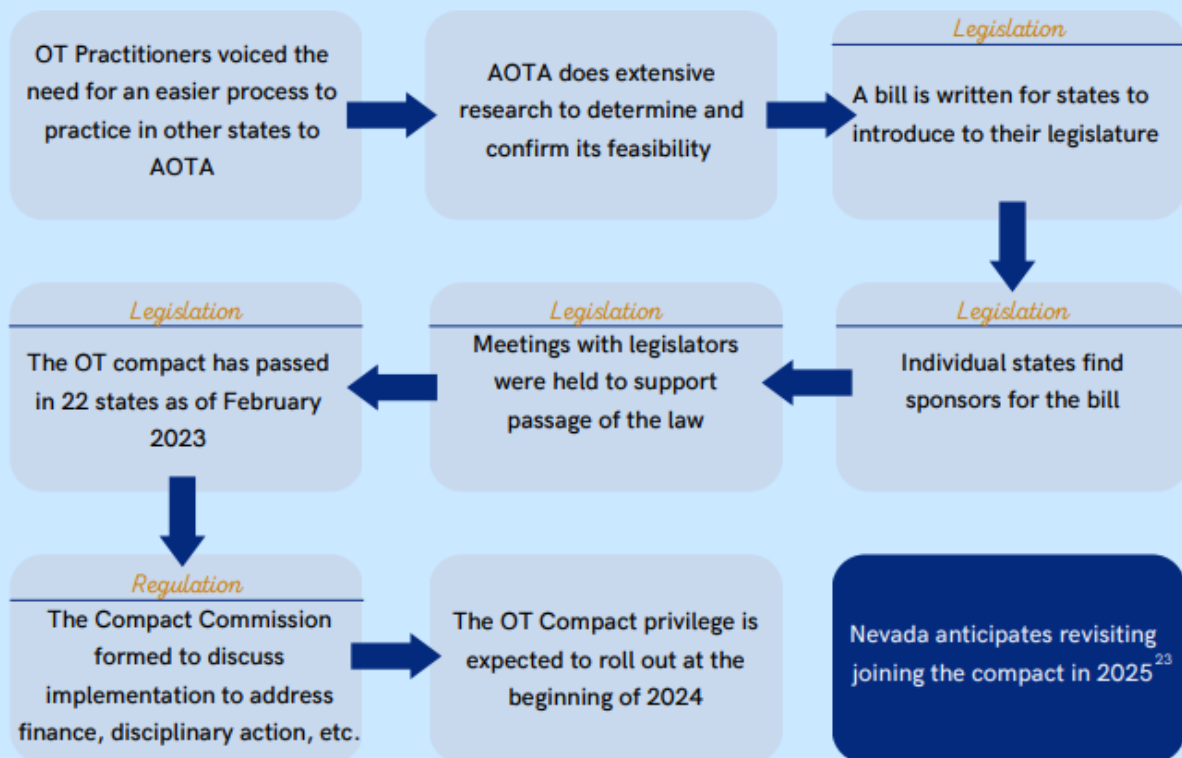 OT Practitioners voiced the
need for an easier process to
practice in other states to
AOTA
AOTA does extensive
research to determine and
confirm its feasibility
Legislation
A bill is written for states to
introduce to their legislature
Legislation
Individual states find
sponsors for the bill
Legislation
Meetings with legislators
were held to support
passage of the law
Legislation
The OT compact has passed
in 22 states as of February
2023
Regulation
The Compact Commission
formed to discuss
implementation to address
finance, disciplinary action, etc.
The OT Compact privilege is
expected to roll out at the
beginning of 2024
Nevada anticipates revisiting
joining the compact in 2025²³